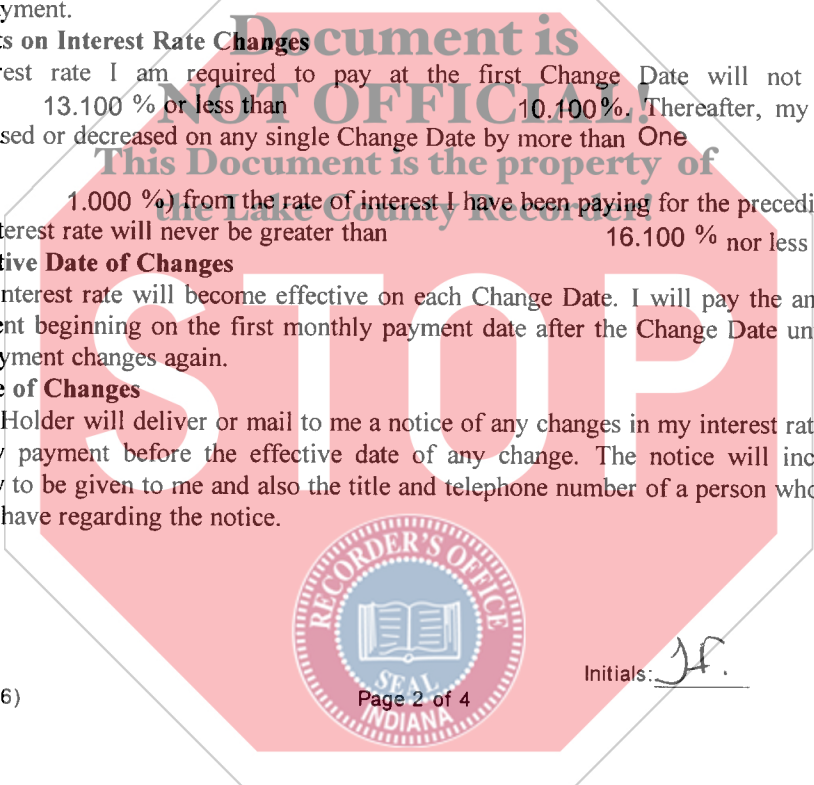 yment.
s on Interest Rate Changes
rest rate I am required to pay at the first Change Date will not
13.100 % or less than 10.100%. Thereafter, my
sed or decreased on any single Change Date by more than One
1.000 %) from the rate of interest I have been paying for the precedi
terest rate will never be greater than 16.100 % nor less
tive Date of Changes
nterest rate will become effective on each Change Date. I will pay the am
nt beginning on the first monthly payment date after the Change Date un
yment changes again.
e of Changes
Holder will deliver or mail to me a notice of any changes in my interest rat
y payment before the effective date of any change. The notice will inc
y to be given to me and also the title and telephone number of a person who
have regarding the notice.
Document is
NOT OFFICIAL!
This Document is the property of
the Lake County Recorder!
STOP
RECORDER'S OFFICE
SEAL
INDIANA
Initials: J.F.
6)
Page 2 of 4